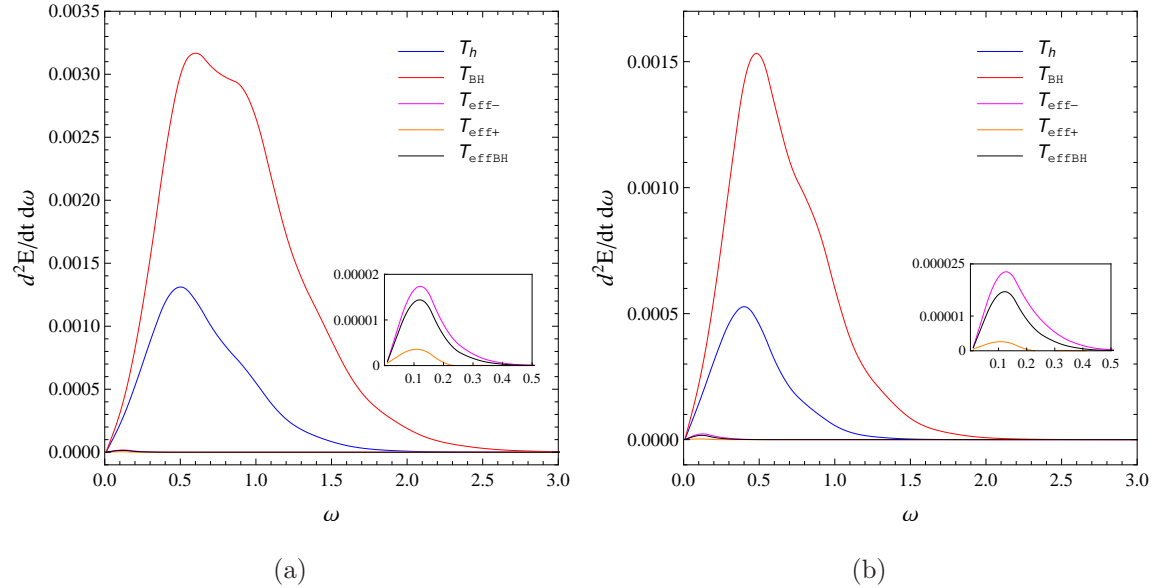 0.0035
0.0030
0.0025
0.0020
0.0015
0.0010
0.0005
0.0000
d²E/dt dω
0.0 0.5 1.0 1.5 2.0 2.5 3.0
ω
T_h
T_BH
T_eff−
T_eff+
T_effBH
0.00002
0.00001
0
0.1 0.2 0.3 0.4 0.5
(a)
0.0015
0.0010
0.0005
0.0000
d²E/dt dω
0.0 0.5 1.0 1.5 2.0 2.5 3.0
ω
T_h
T_BH
T_eff−
T_eff+
T_effBH
0.000025
0.00001
0
0.1 0.2 0.3 0.4 0.5
(b)